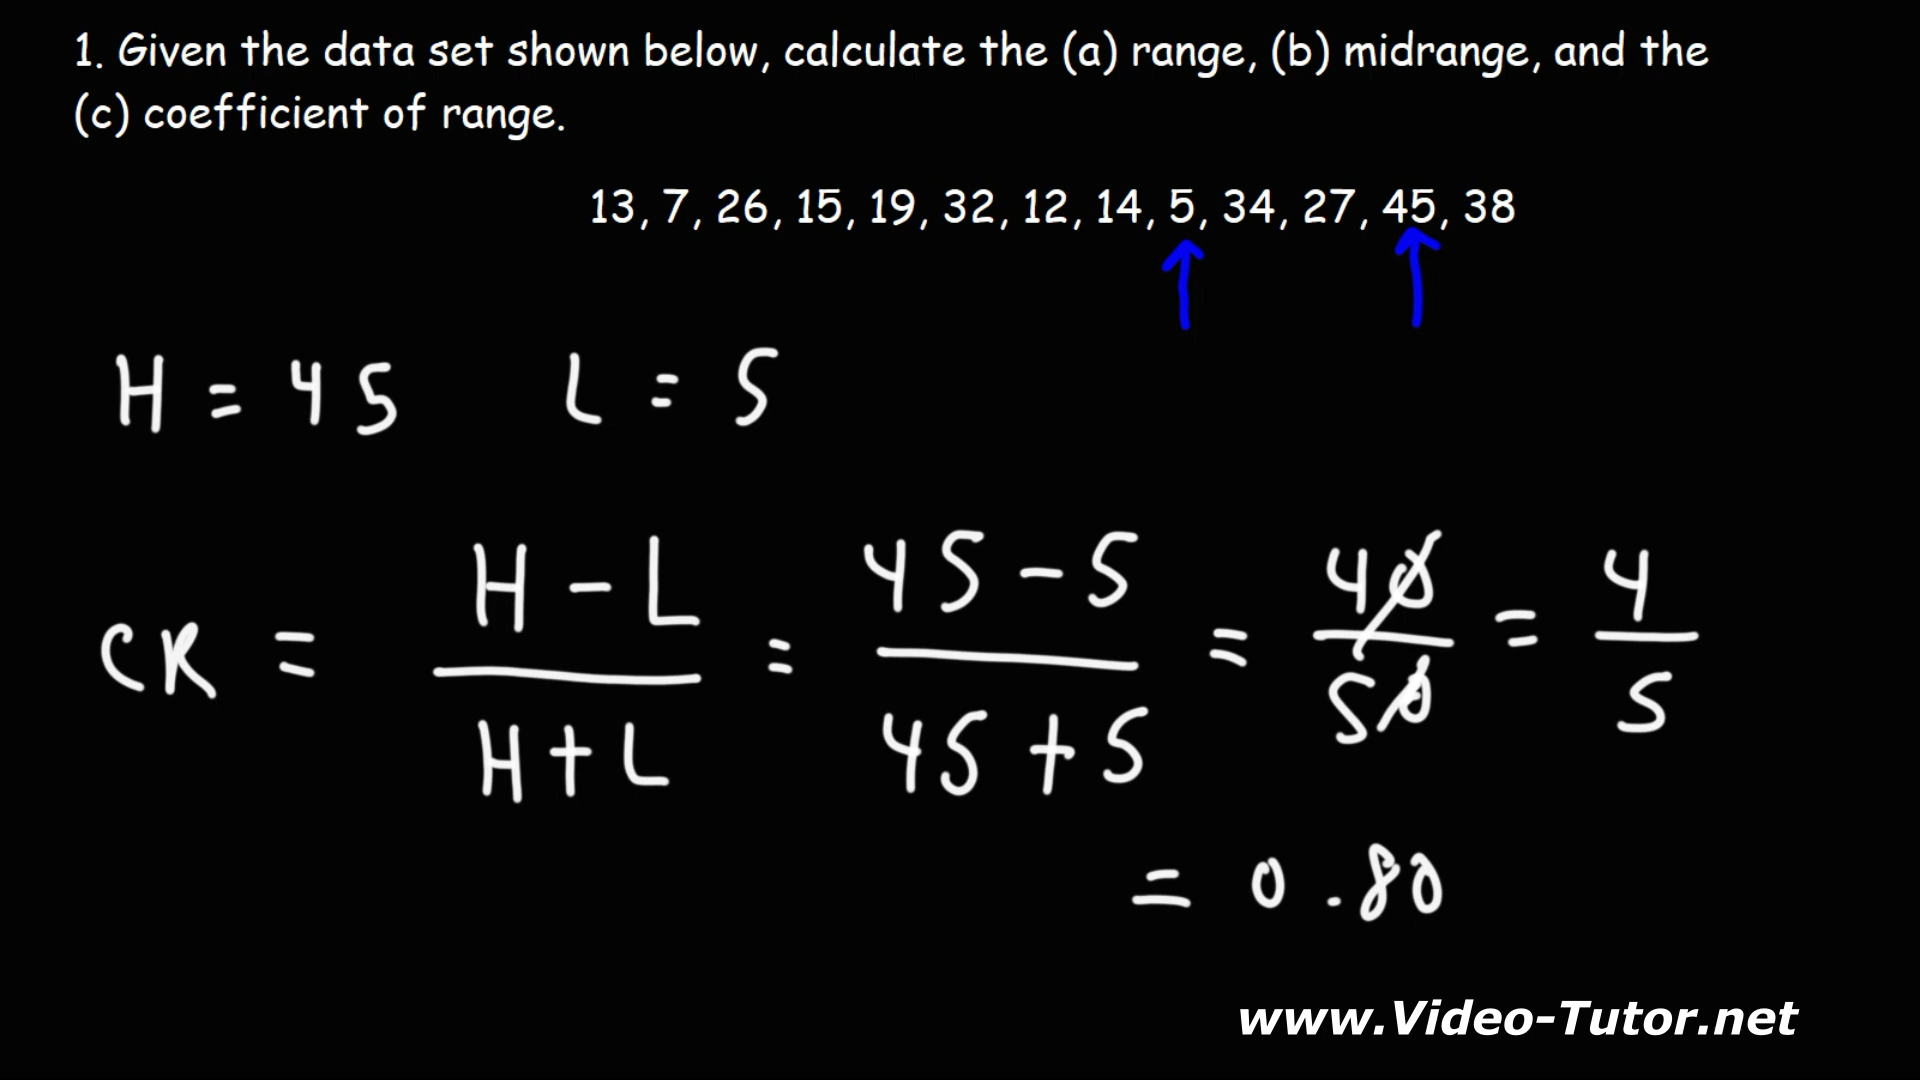 1. Given the data set shown below, calculate the (a) range, (b) midrange, and the
(c) coefficient of range.
13, 7, 26, 15, 19, 32, 12, 14, 5, 34, 27, 45, 38
H = 45 L = 5
CR = H - L / H + L = 45 - 5 / 45 + 5 = 40 / 50 = 4 / 5
= 0.80
www.Video-Tutor.net